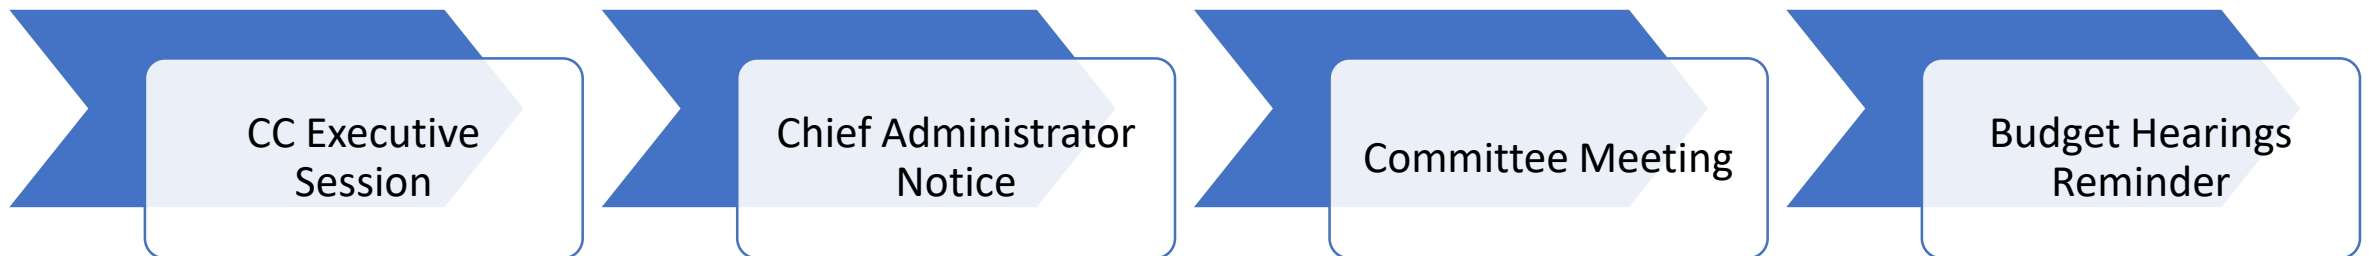 CC Executive
Session
Chief Administrator
Notice
Committee Meeting
Budget Hearings
Reminder